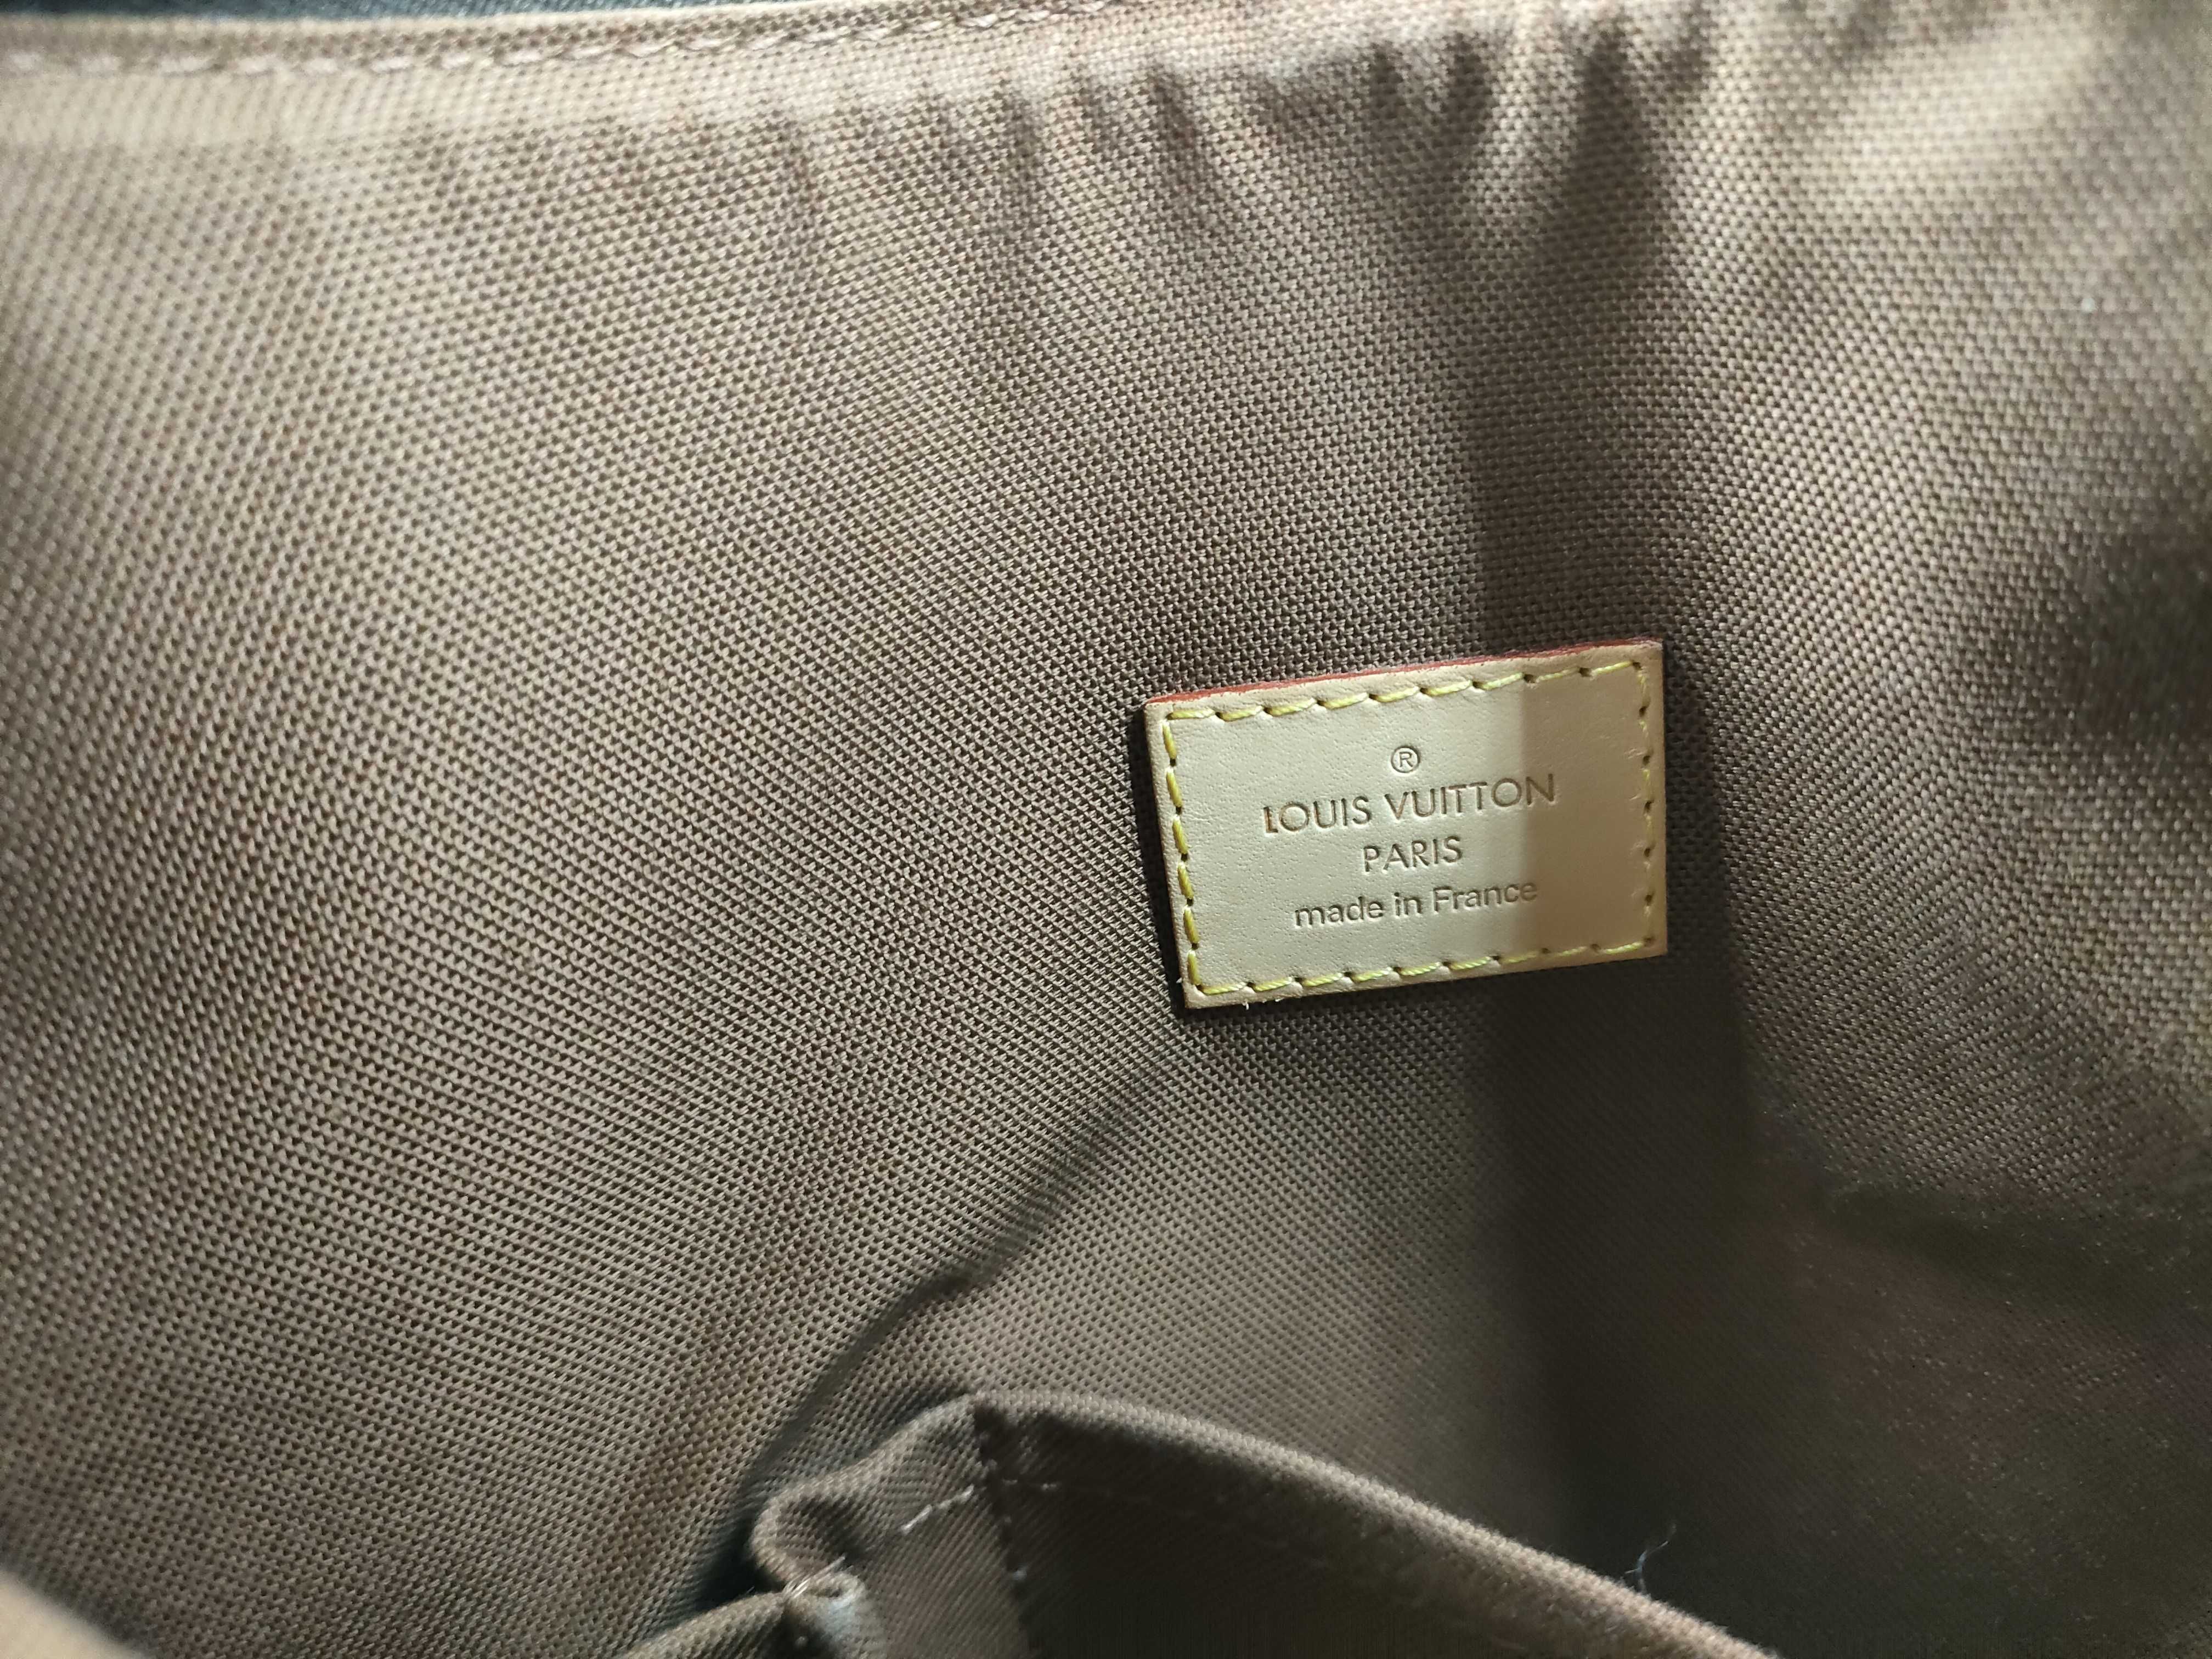 ®
LOUIS VUITTON
PARIS
made in France